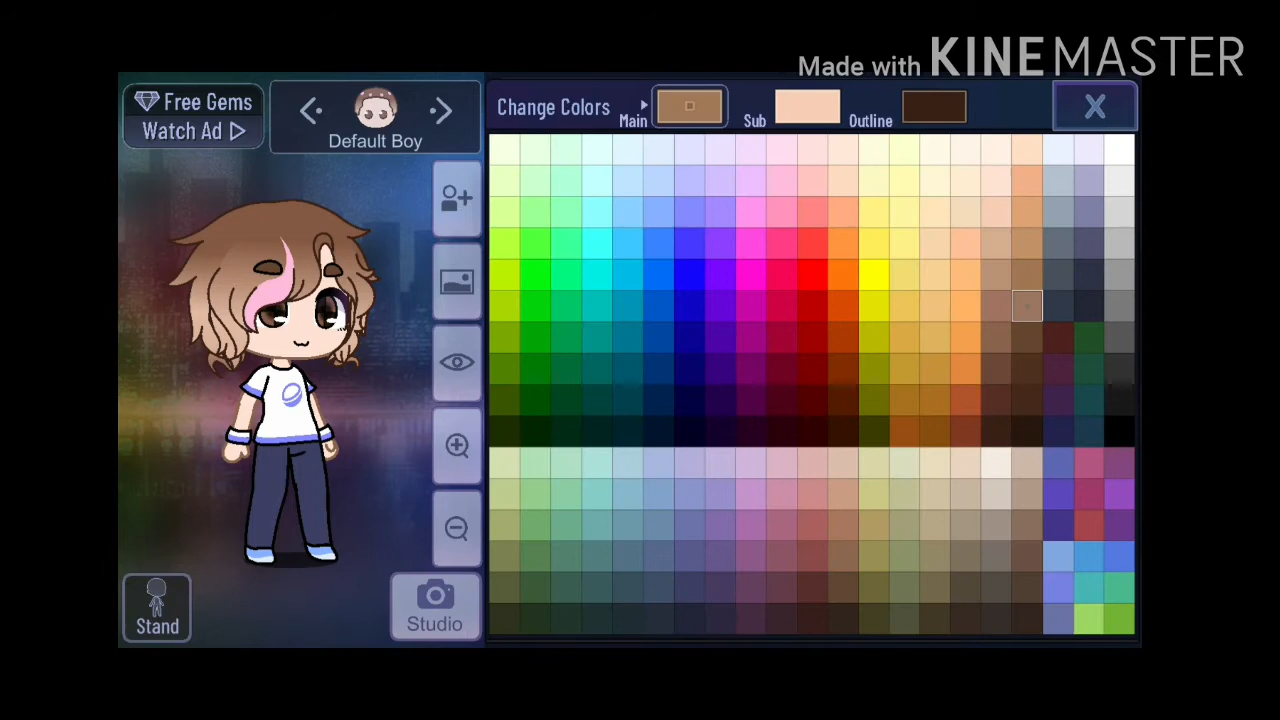 Made with KINEMASTER
Free Gems
Watch Ad
Default Boy
Change Colors
Main
Sub
Outline
X
Stand
Studio